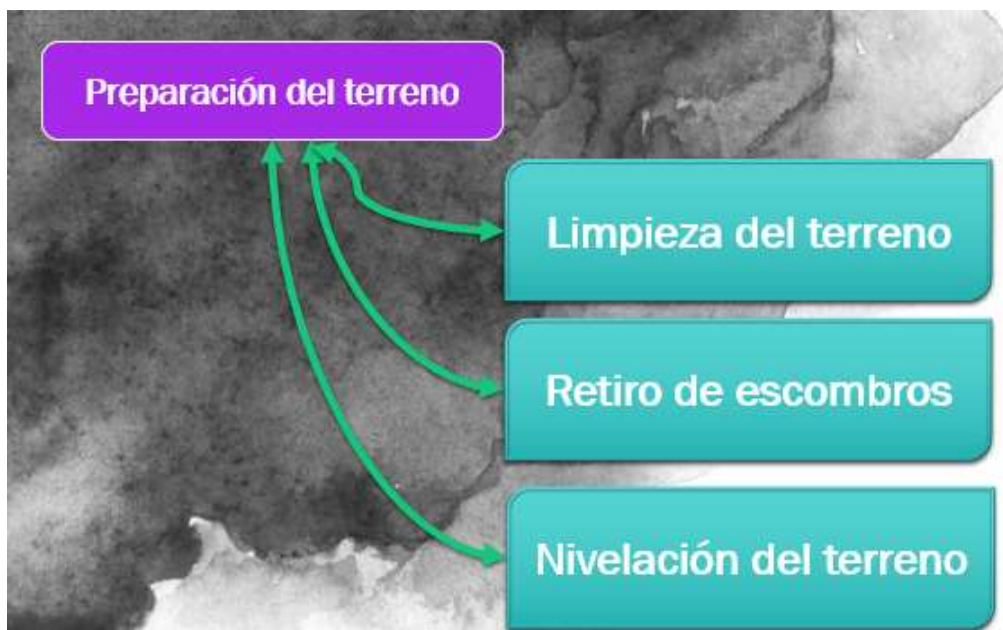 Preparación del terreno
Limpieza del terreno
Retiro de escombros
Nivelación del terreno